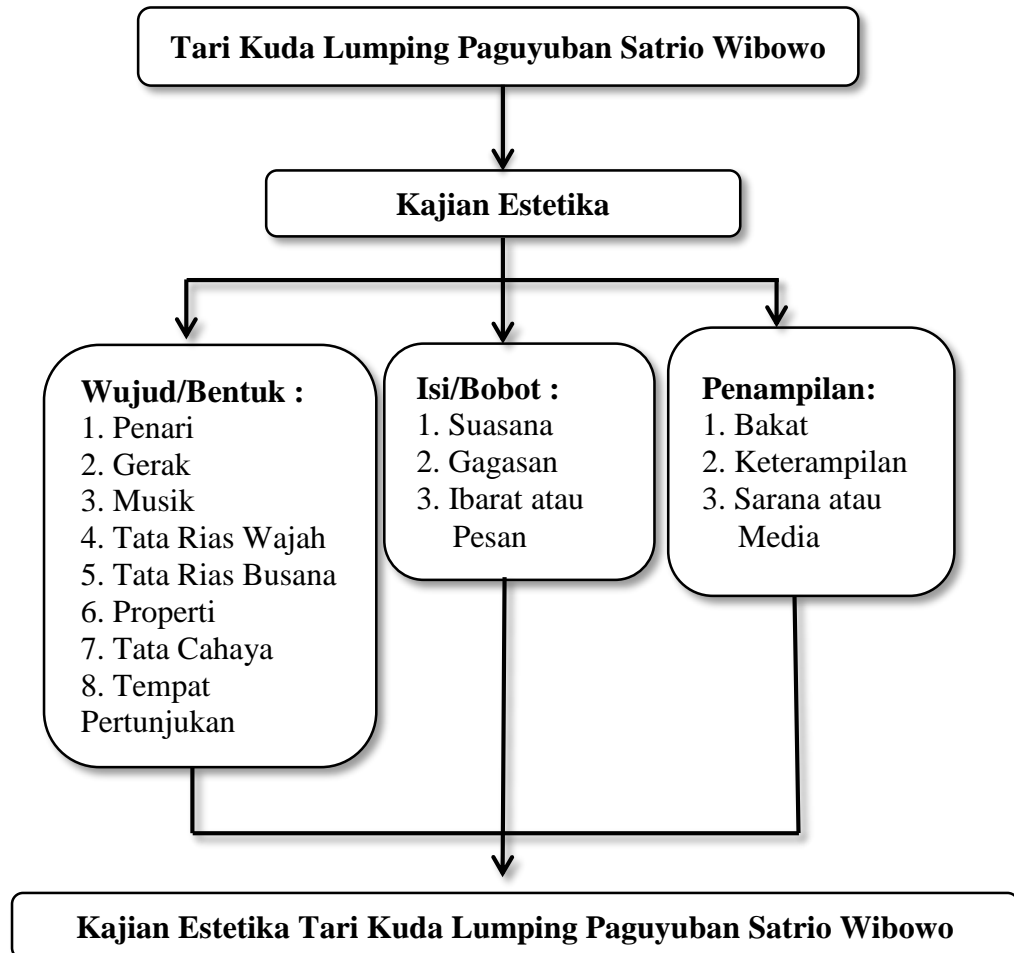 Tari Kuda Lumping Paguyuban Satrio Wibowo
Kajian Estetika
Wujud/Bentuk :
1. Penari
2. Gerak
3. Musik
4. Tata Rias Wajah
5. Tata Rias Busana
6. Properti
7. Tata Cahaya
8. Tempat
Pertunjukan
Isi/Bobot :
1. Suasana
2. Gagasan
3. Ibarat atau
Pesan
Penampilan:
1. Bakat
2. Keterampilan
3. Sarana atau
Media
Kajian Estetika Tari Kuda Lumping Paguyuban Satrio Wibowo